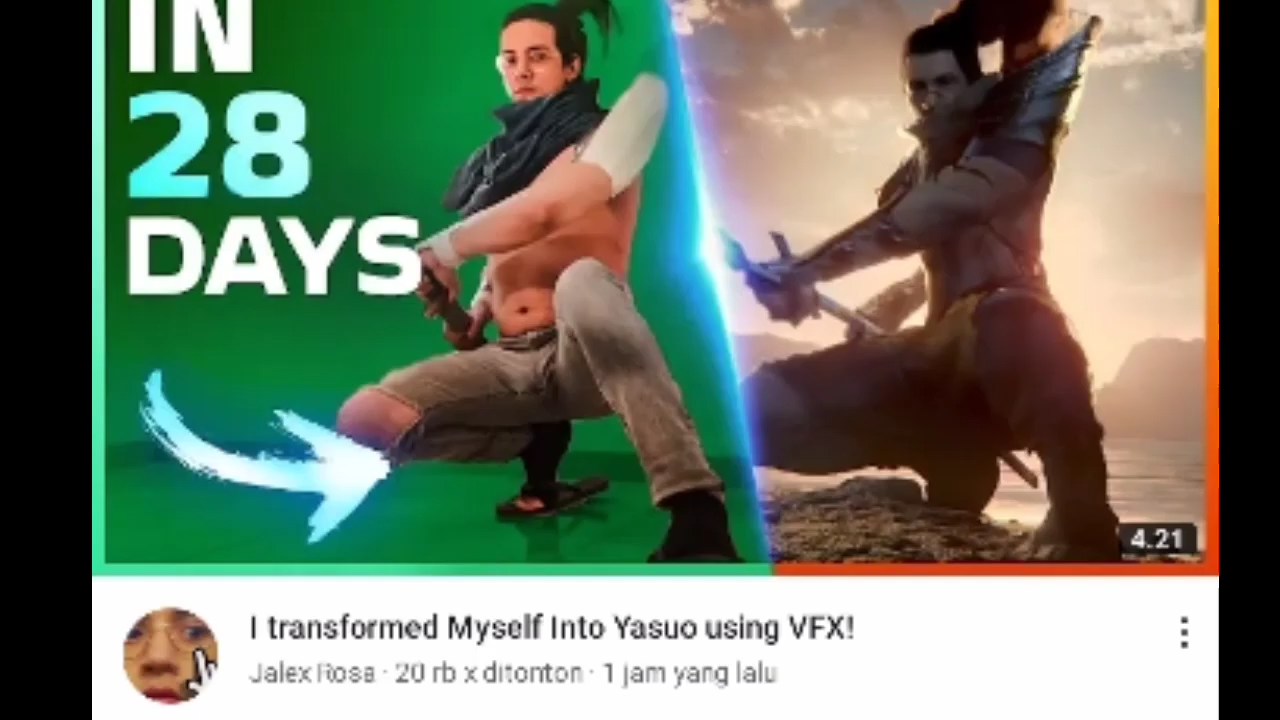 IN
28
DAYS
4.21
I transformed Myself Into Yasuo using VFX!
Jalex Rosa · 20 rb x ditonton · 1 jam yang lalu